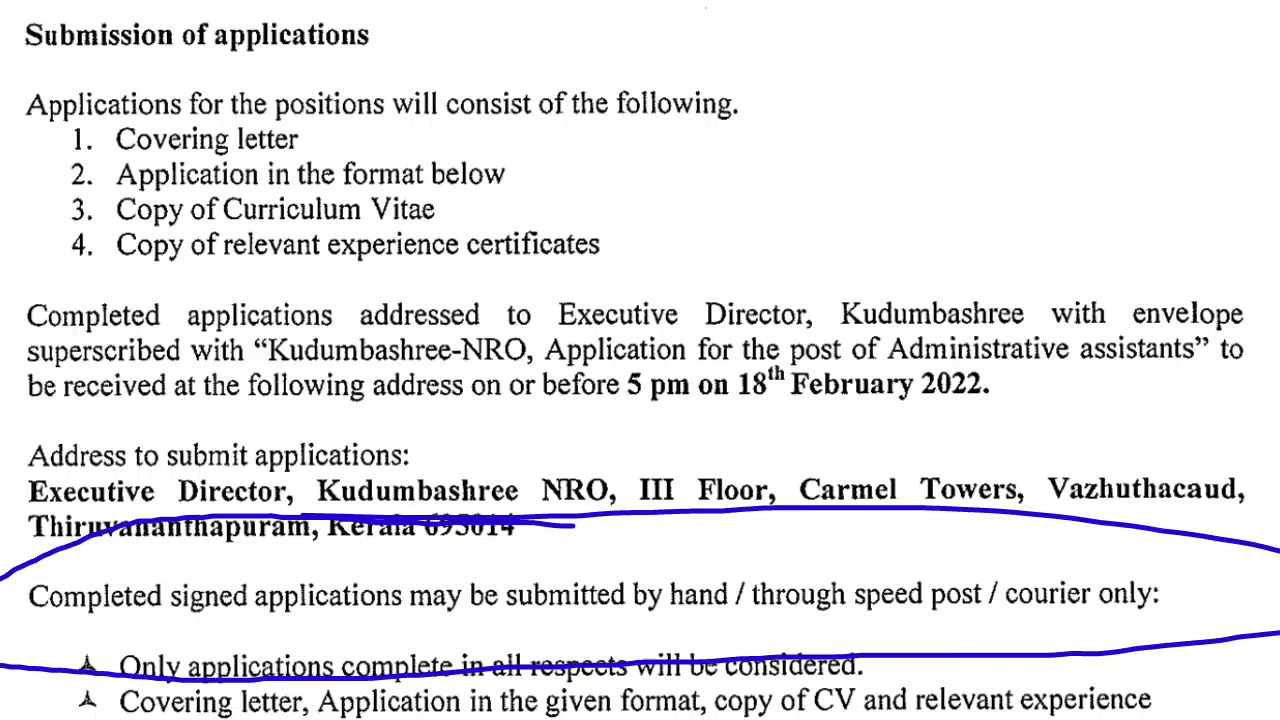 Submission of applications
Applications for the positions will consist of the following.
1. Covering letter
2. Application in the format below
3. Copy of Curriculum Vitae
4. Copy of relevant experience certificates
Completed applications addressed to Executive Director, Kudumbashree with envelope
superscribed with “Kudumbashree-NRO, Application for the post of Administrative assistants” to
be received at the following address on or before 5 pm on 18th February 2022.
Address to submit applications:
Executive Director, Kudumbashree NRO, III Floor, Carmel Towers, Vazhuthacaud,
Thiruvananthapuram, Kerala 695014
Completed signed applications may be submitted by hand / through speed post / courier only:
Only applications complete in all respects will be considered.
Covering letter, Application in the given format, copy of CV and relevant experience